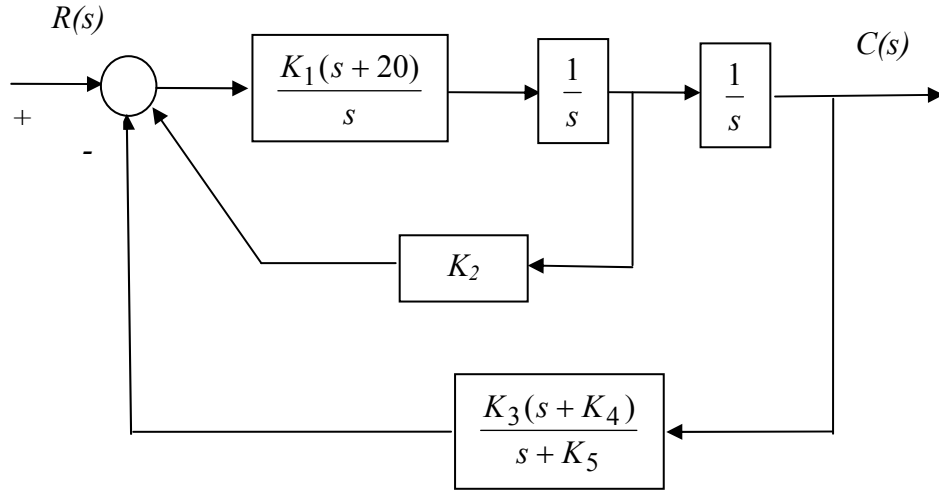 R(s)
C(s)
+
-
K₁(s + 20)
s
1
s
1
s
K₂
K₃(s + K₄)
s + K₅